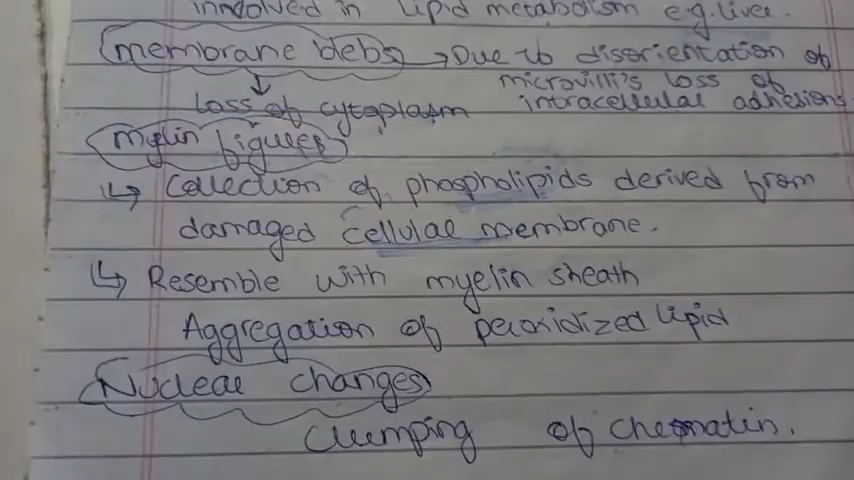 involved in lipid metabolism e.g. liver.
membrane blebs → Due to disorientation of
microvilli's loss of
↓
loss of cytoplasm intracellular adhesions
myelin figures
↳ Collection of phospholipids derived from
damaged cellular membrane.
↳ Resemble with myelin sheath
Aggregation of peroxidized lipid
Nuclear changes
Clumping of chromatin.